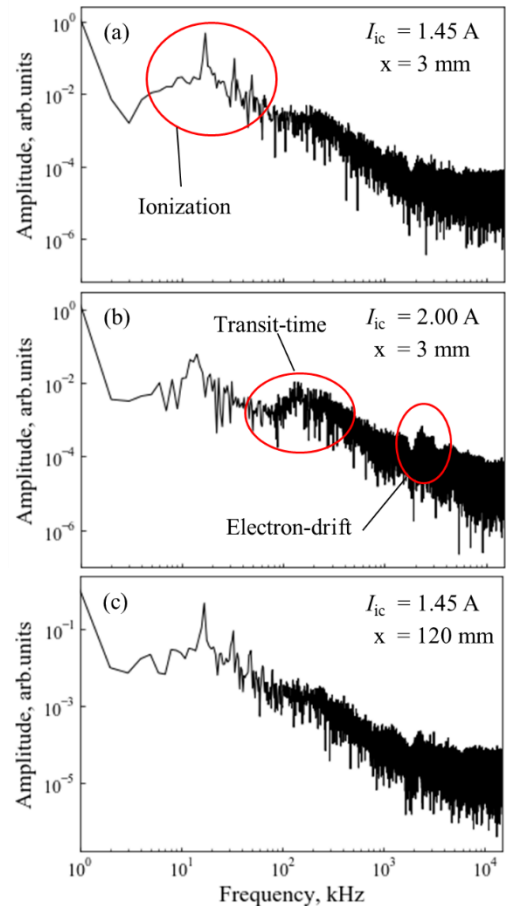 (a)
I_ic = 1.45 A
x = 3 mm
Amplitude, arb.units
10^0
10^-2
10^-4
10^-6
Ionization
(b)
I_ic = 2.00 A
x = 3 mm
Transit-time
Amplitude, arb.units
10^0
10^-2
10^-4
10^-6
Electron-drift
(c)
I_ic = 1.45 A
x = 120 mm
Amplitude, arb.units
10^-1
10^-3
10^-5
10^0 10^1 10^2 10^3 10^4
Frequency, kHz